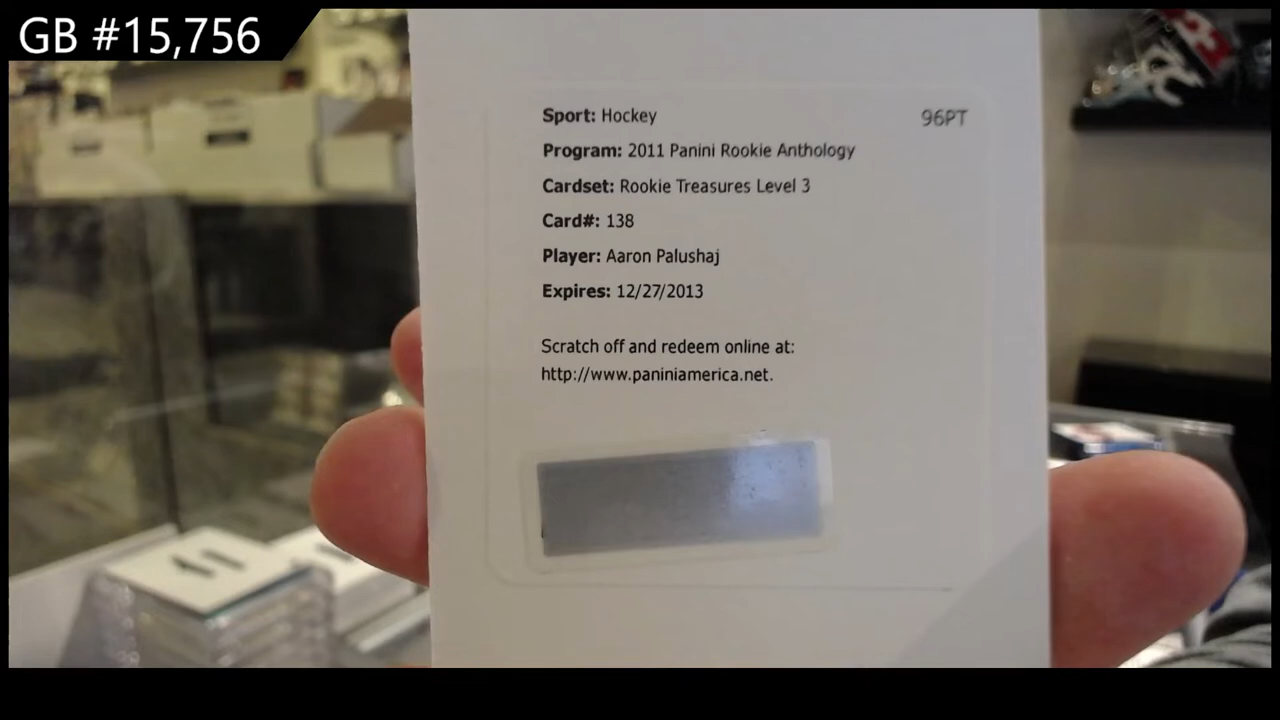 GB #15,756
Sport: Hockey 96PT
Program: 2011 Panini Rookie Anthology
Cardset: Rookie Treasures Level 3
Card#: 138
Player: Aaron Palushaj
Expires: 12/27/2013
Scratch off and redeem online at:
http://www.paniniamerica.net.